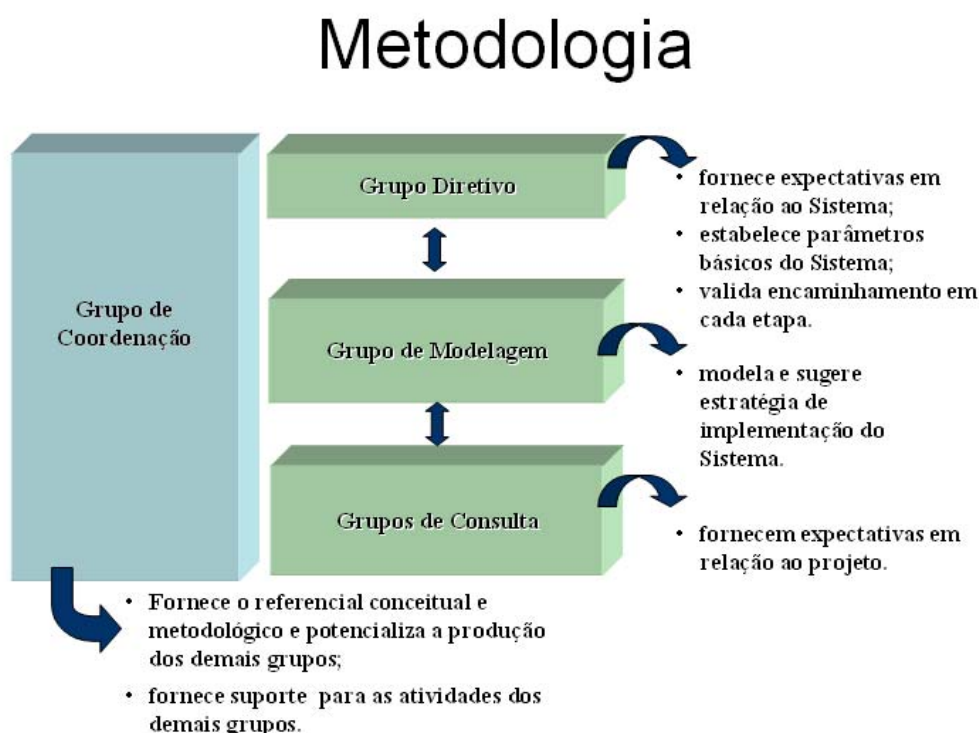 Metodologia
Grupo de
Coordenação
Grupo Diretivo
• fornece expectativas em
relação ao Sistema;
• estabelece parâmetros
básicos do Sistema;
• valida encaminhamento em
cada etapa.
Grupo de Modelagem
• modela e sugere
estratégia de
implementação do
Sistema.
Grupos de Consulta
• fornecem expectativas em
relação ao projeto.
• Fornece o referencial conceitual e
metodológico e potencializa a produção
dos demais grupos;
• fornece suporte para as atividades dos
demais grupos.